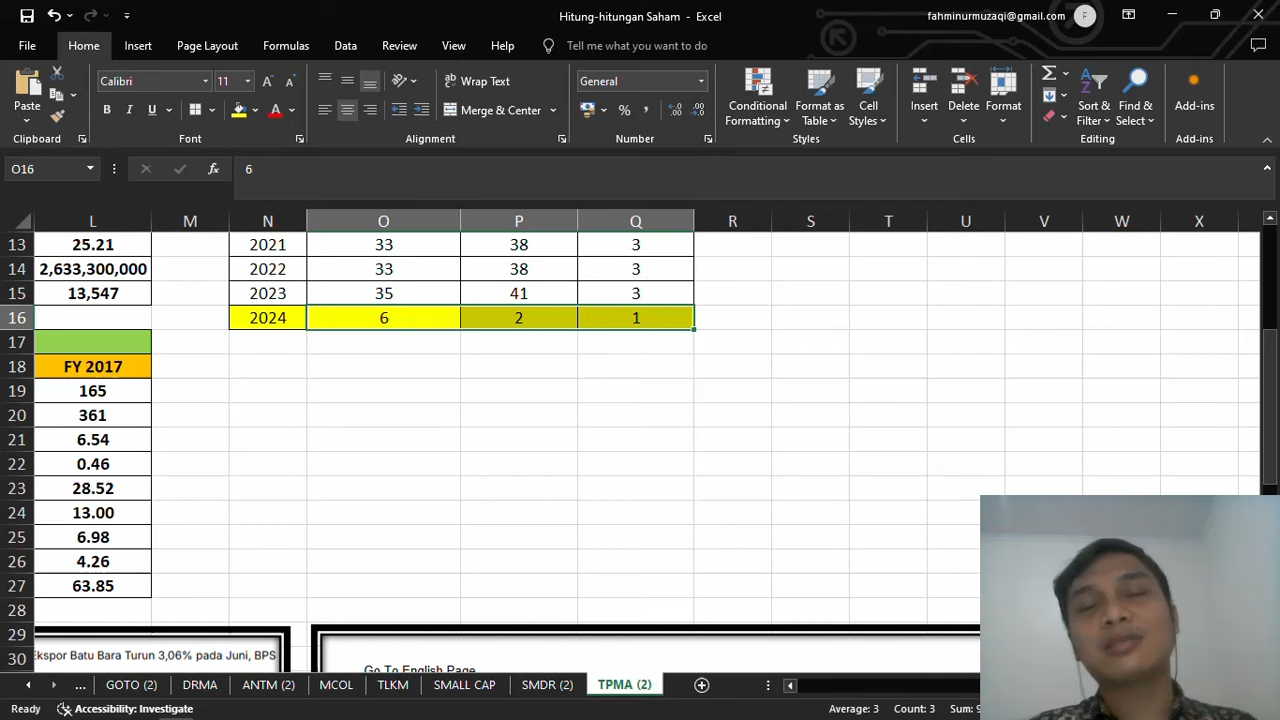 Hitung-hitungan Saham - Excel
fahminurmuzaqi@gmail.com F
File Home Insert Page Layout Formulas Data Review View Help Tell me what you want to do
Calibri 11 A A Wrap Text General
Paste B I U A Merge & Center % , Conditional Formatting Format as Table Cell Styles Insert Delete Format Sort & Filter Find & Select Add-ins
Clipboard Font Alignment Number Styles Cells Editing Add-ins
O16 fx 6
L M N O P Q R S T U V W X
13 25.21 2021 33 38 3
14 2,633,300,000 2022 33 38 3
15 13,547 2023 35 41 3
16 2024 6 2 1
17
18 FY 2017
19 165
20 361
21 6.54
22 0.46
23 28.52
24 13.00
25 6.98
26 4.26
27 63.85
28
29
30 Ekspor Batu Bara Turun 3,06% pada Juni, BPS Go To English Page
... GOTO (2) DRMA ANTM (2) MCOL TLKM SMALL CAP SMDR (2) TPMA (2)
Ready Accessibility: Investigate Average: 3 Count: 3 Sum: